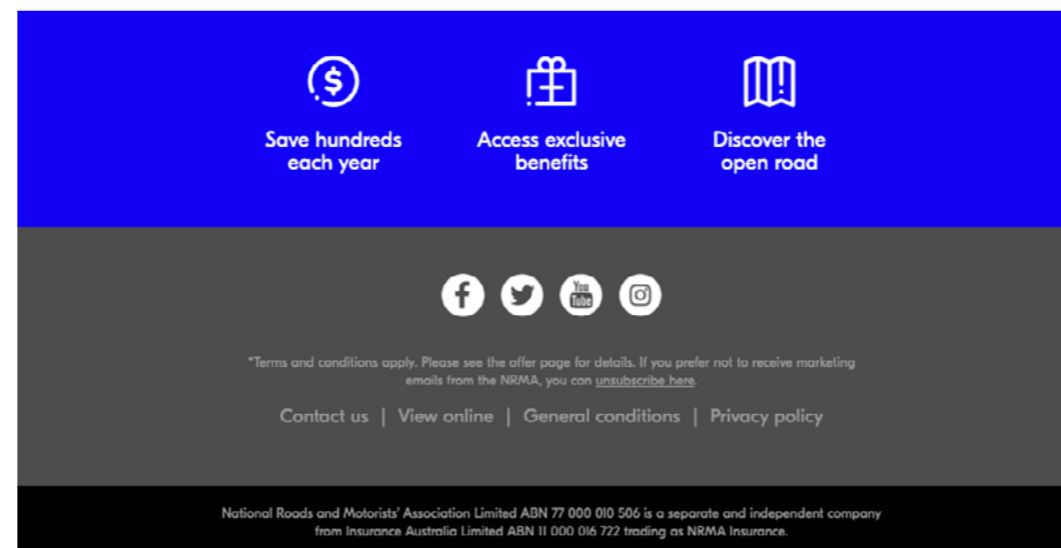 Save hundreds
each year
Access exclusive
benefits
Discover the
open road
You
Tube
*Terms and conditions apply. Please see the offer page for details. If you prefer not to receive marketing
emails from the NRMA, you can unsubscribe here.
Contact us | View online | General conditions | Privacy policy
National Roads and Motorists' Association Limited ABN 77 000 010 506 is a separate and independent company
from Insurance Australia Limited ABN 11 000 016 722 trading as NRMA Insurance.